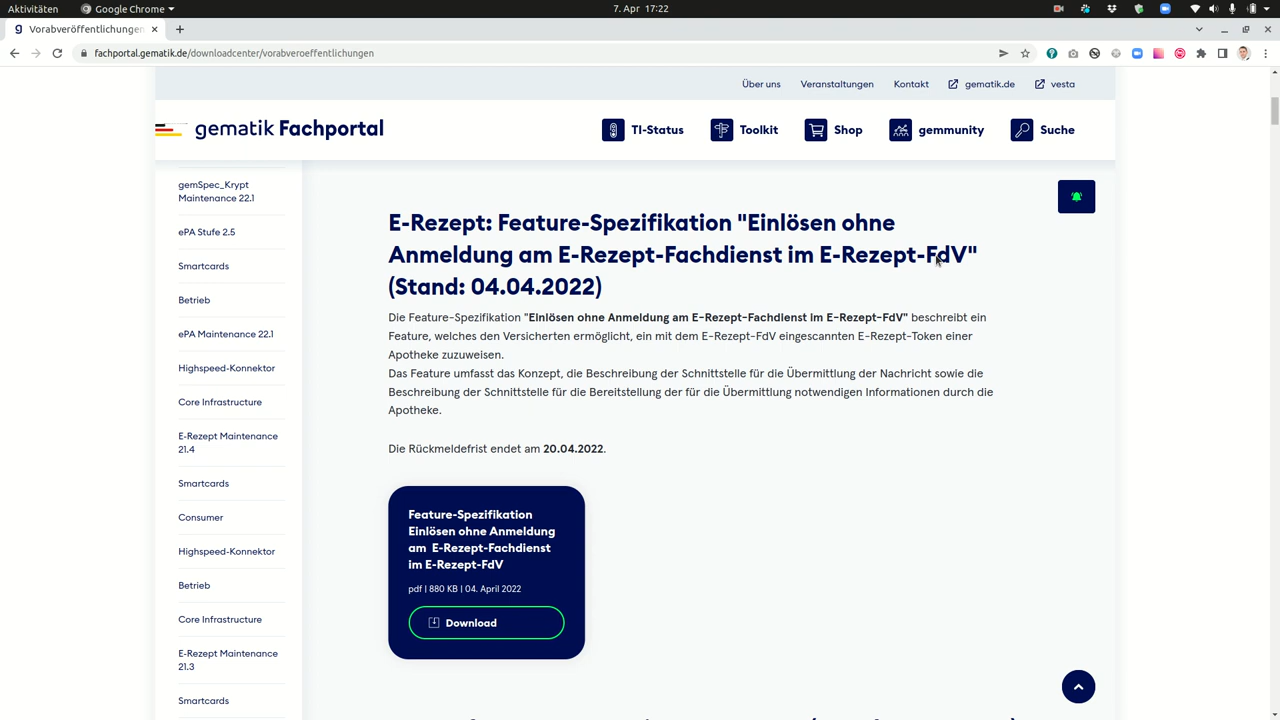 Aktivitäten
Google Chrome
7. Apr 17:22
Vorabveröffentlichungen
fachportal.gematik.de/downloadcenter/vorabveroeffentlichungen
Über uns
Veranstaltungen
Kontakt
gematik.de
vesta
gematik Fachportal
TI-Status
Toolkit
Shop
gemmunity
Suche
gemSpec_Krypt
Maintenance 22.1
ePA Stufe 2.5
Smartcards
Betrieb
ePA Maintenance 22.1
Highspeed-Konnektor
Core Infrastructure
E-Rezept Maintenance
21.4
Smartcards
Consumer
Highspeed-Konnektor
Betrieb
Core Infrastructure
E-Rezept Maintenance
21.3
Smartcards
E-Rezept: Feature-Spezifikation "Einlösen ohne
Anmeldung am E-Rezept-Fachdienst im E-Rezept-FdV"
(Stand: 04.04.2022)
Die Feature-Spezifikation "Einlösen ohne Anmeldung am E-Rezept-Fachdienst im E-Rezept-FdV" beschreibt ein
Feature, welches den Versicherten ermöglicht, ein mit dem E-Rezept-FdV eingescannten E-Rezept-Token einer
Apotheke zuzuweisen.
Das Feature umfasst das Konzept, die Beschreibung der Schnittstelle für die Übermittlung der Nachricht sowie die
Beschreibung der Schnittstelle für die Bereitstellung der für die Übermittlung notwendigen Informationen durch die
Apotheke.
Die Rückmeldefrist endet am 20.04.2022.
Feature-Spezifikation
Einlösen ohne Anmeldung
am E-Rezept-Fachdienst
im E-Rezept-FdV
pdf | 880 KB | 04. April 2022
Download